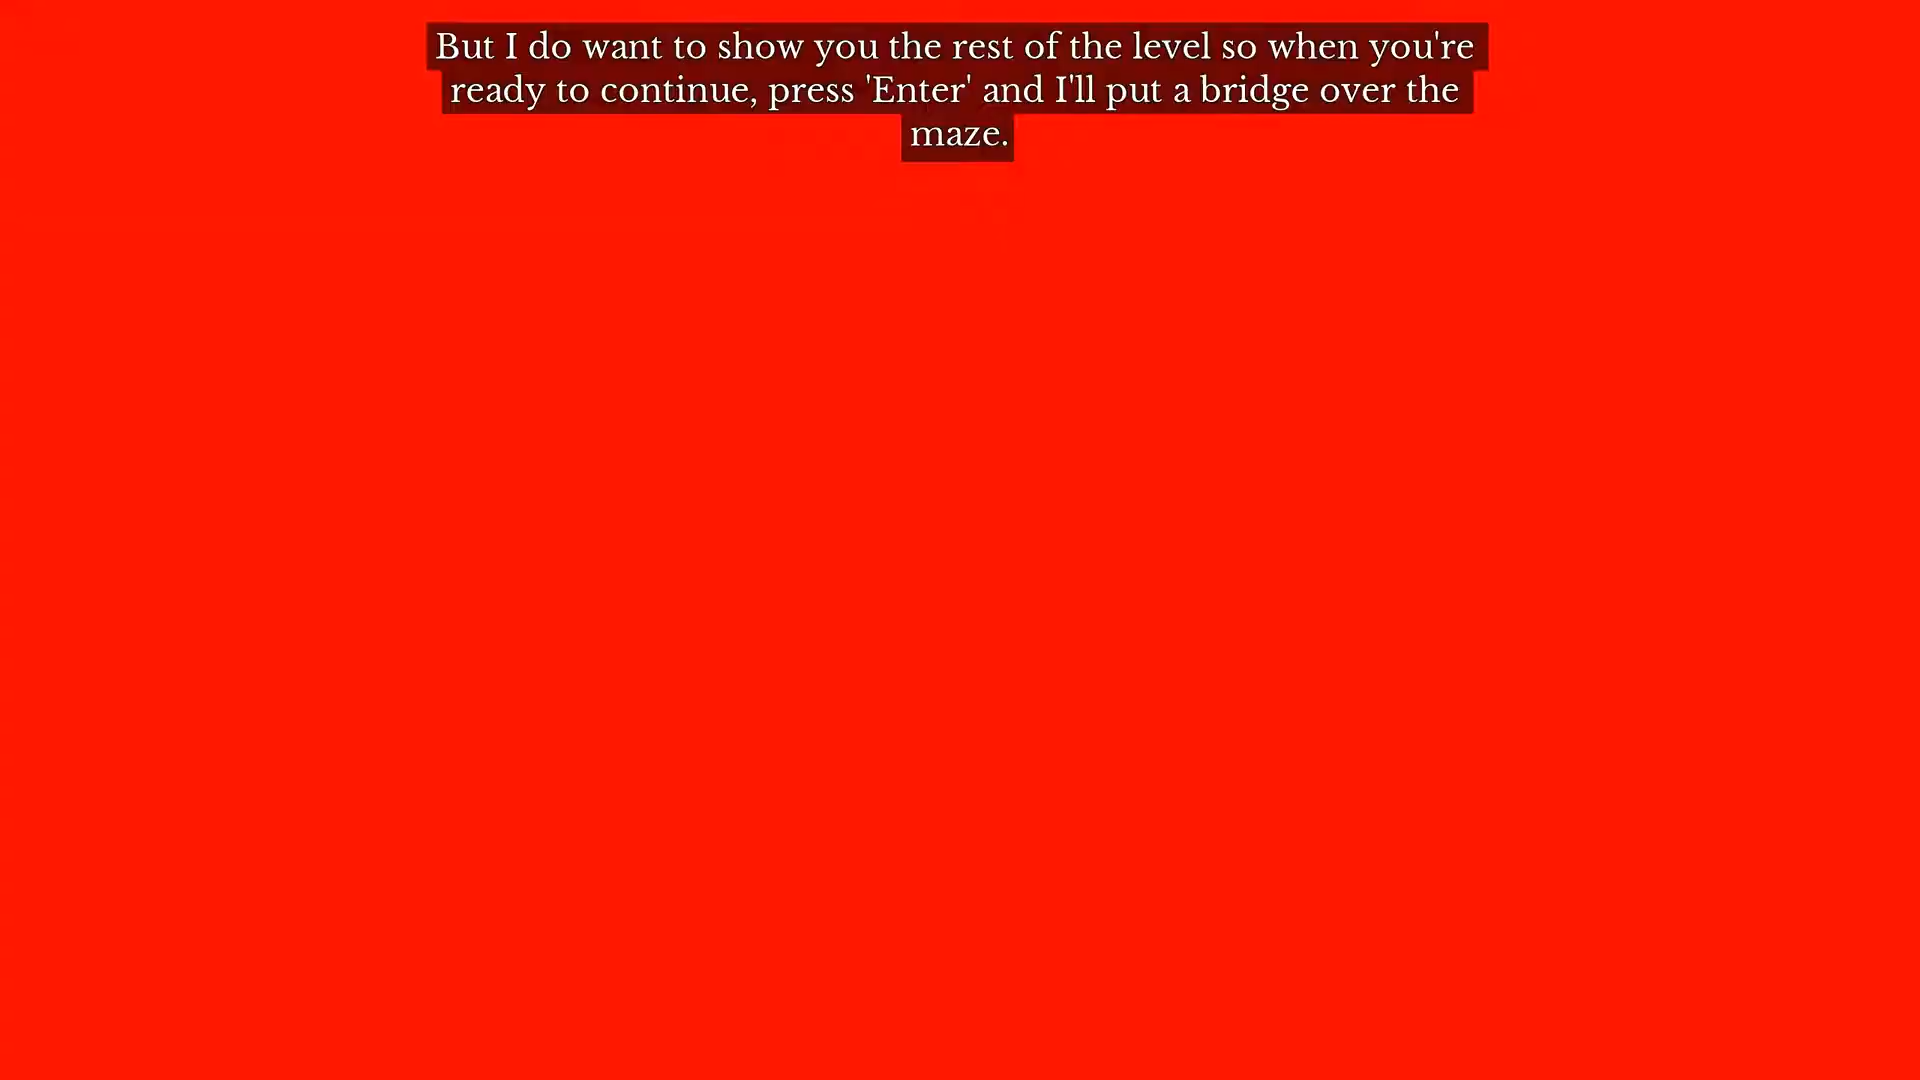 But I do want to show you the rest of the level so when you're
ready to continue, press 'Enter' and I'll put a bridge over the
maze.